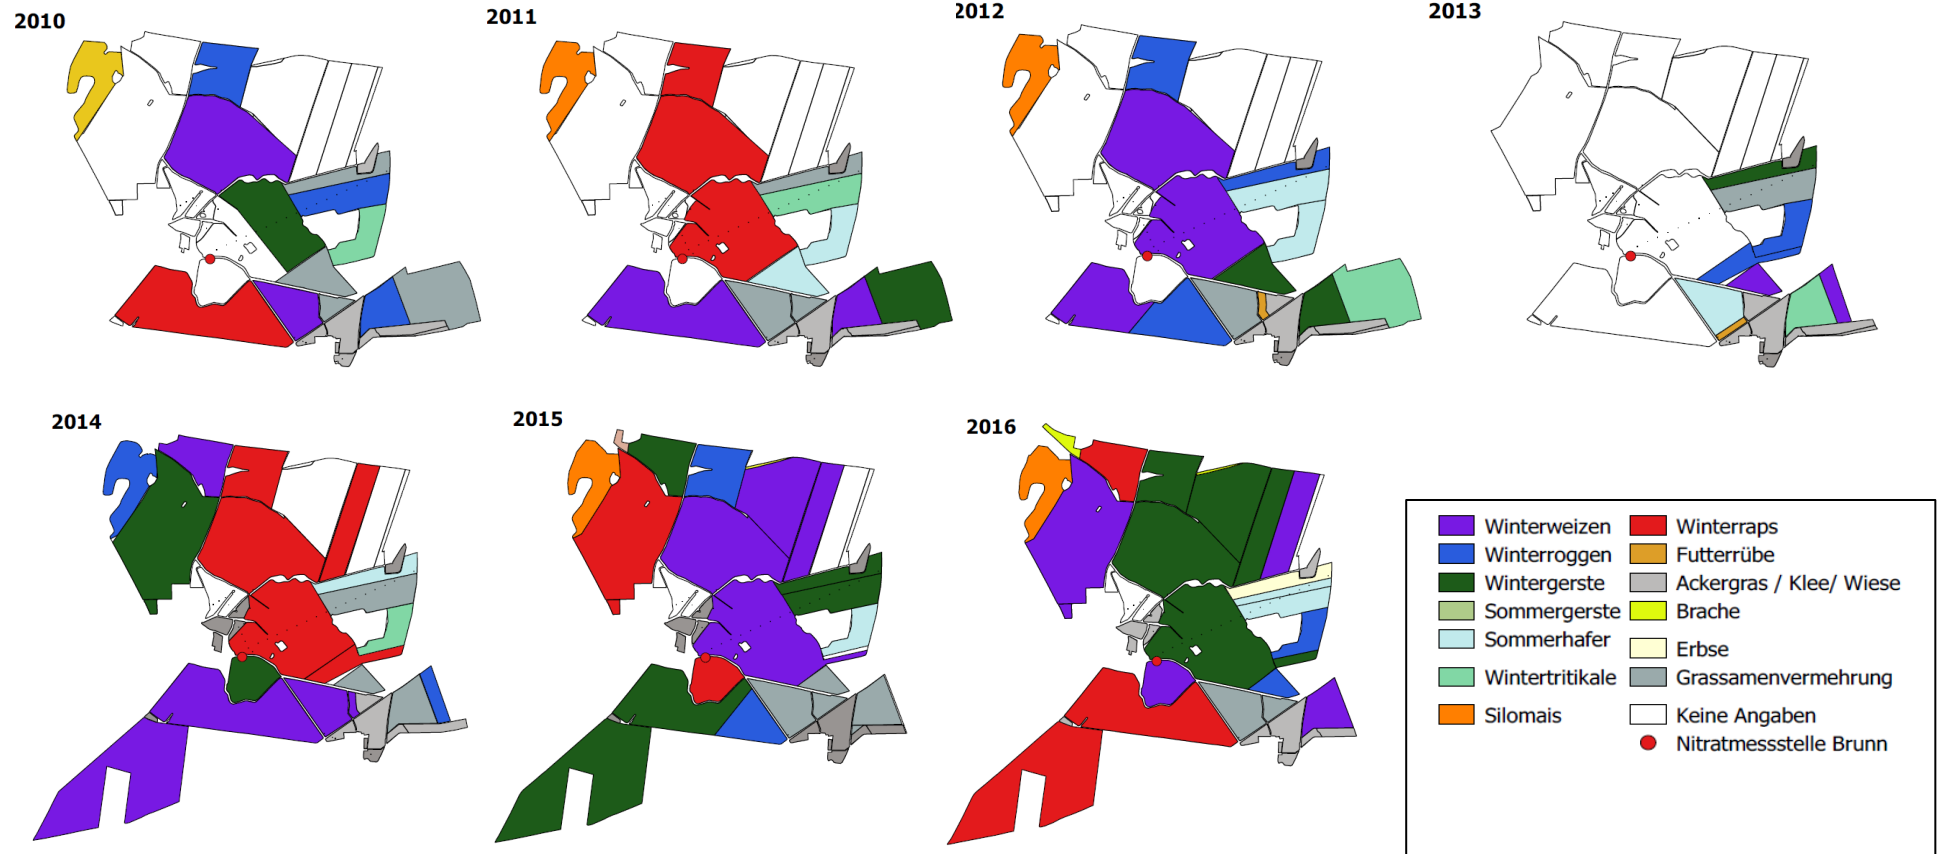 2010
2011
2012
2013
2014
2015
2016
Winterweizen
Winterroggen
Wintergerste
Sommergerste
Sommerhafer
Wintertritikale
Silomais
Winterraps
Futterrübe
Ackergras / Klee/ Wiese
Brache
Erbse
Grassamenvermehrung
Keine Angaben
Nitratmessstelle Brunn